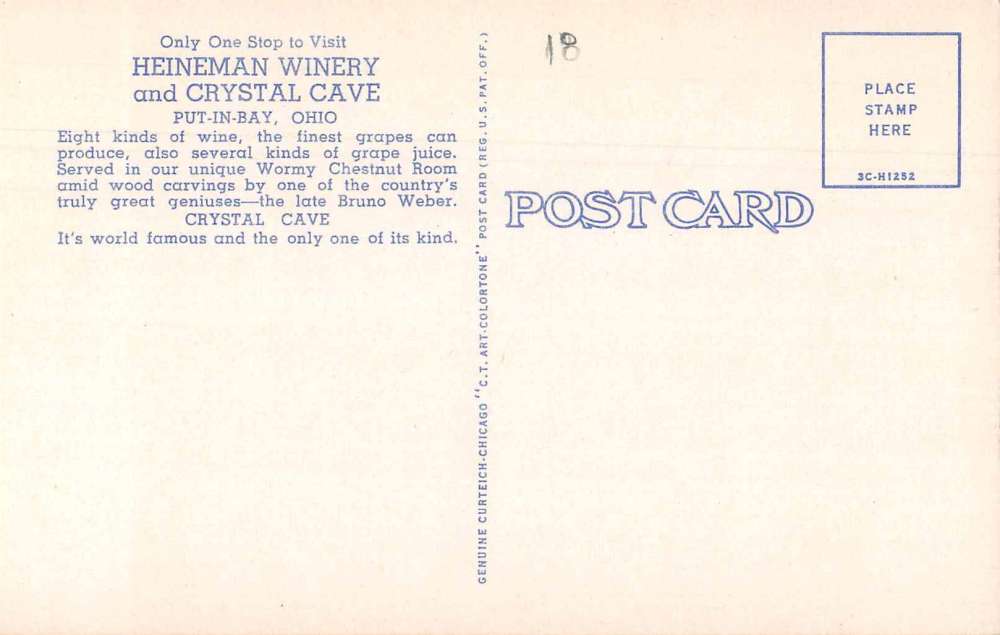 Only One Stop to Visit
HEINEMAN WINERY
and CRYSTAL CAVE
PUT-IN-BAY, OHIO
Eight kinds of wine, the finest grapes can
produce, also several kinds of grape juice.
Served in our unique Wormy Chestnut Room
amid wood carvings by one of the country's
truly great geniuses—the late Bruno Weber.
CRYSTAL CAVE
It's world famous and the only one of its kind.
GENUINE CURTEICH-CHICAGO "C.T. ART-COLORTONE" POST CARD (REG. U.S. PAT. OFF.)
18
POST CARD
PLACE
STAMP
HERE
3C-H1252